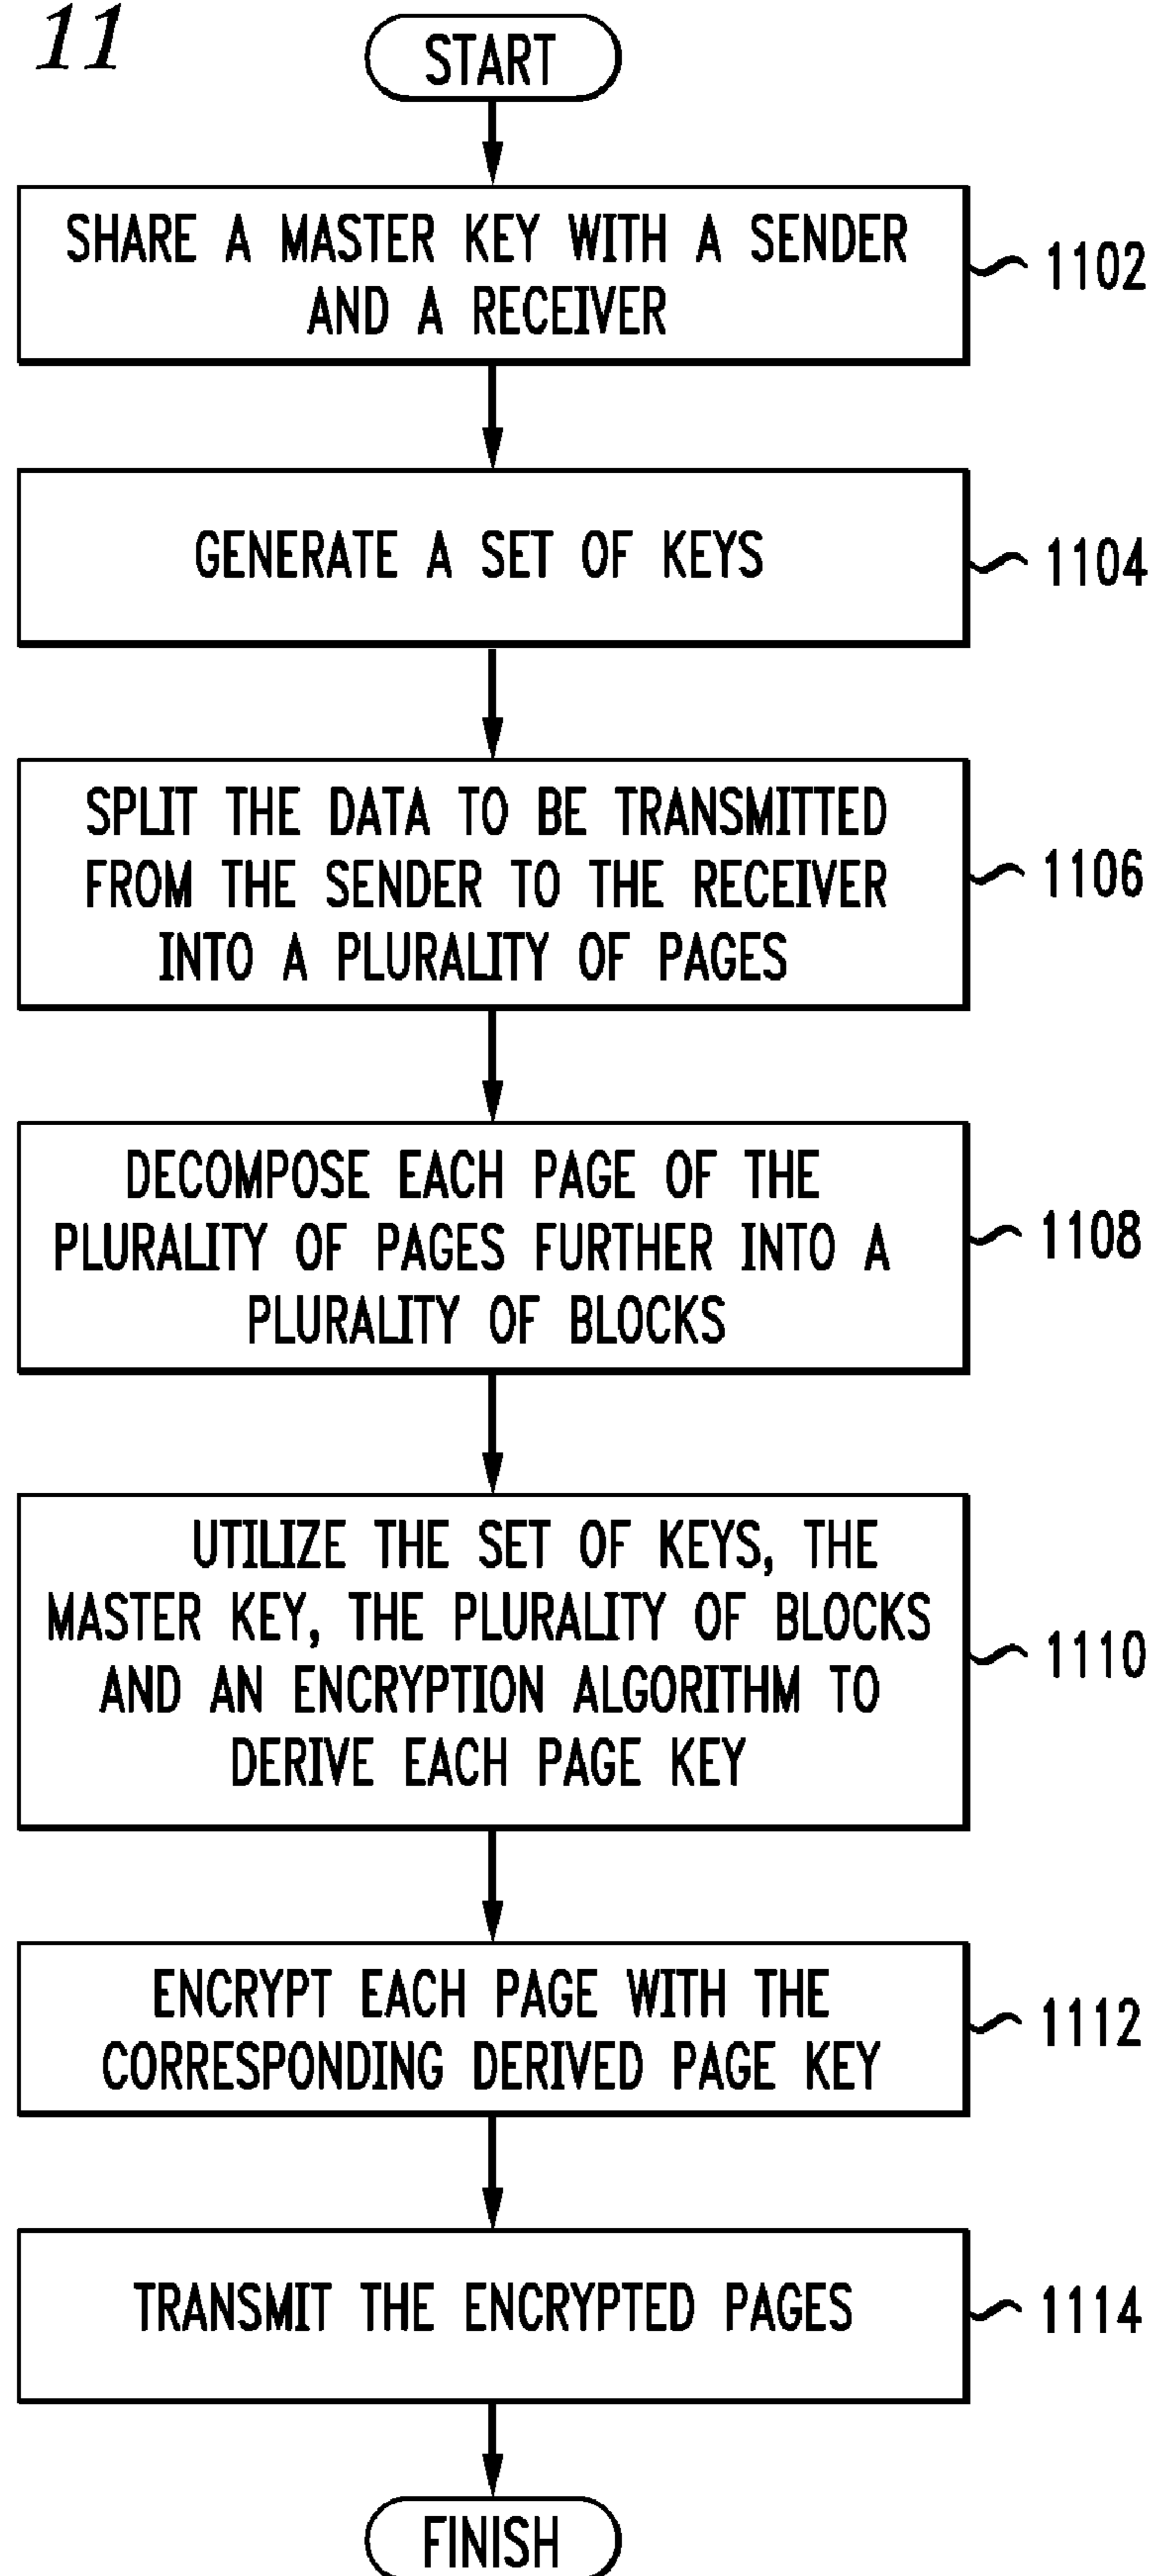 11
START
SHARE A MASTER KEY WITH A SENDER
AND A RECEIVER
1102
GENERATE A SET OF KEYS
1104
SPLIT THE DATA TO BE TRANSMITTED
FROM THE SENDER TO THE RECEIVER
INTO A PLURALITY OF PAGES
1106
DECOMPOSE EACH PAGE OF THE
PLURALITY OF PAGES FURTHER INTO A
PLURALITY OF BLOCKS
1108
UTILIZE THE SET OF KEYS, THE
MASTER KEY, THE PLURALITY OF BLOCKS
AND AN ENCRYPTION ALGORITHM TO
DERIVE EACH PAGE KEY
1110
ENCRYPT EACH PAGE WITH THE
CORRESPONDING DERIVED PAGE KEY
1112
TRANSMIT THE ENCRYPTED PAGES
1114
FINISH